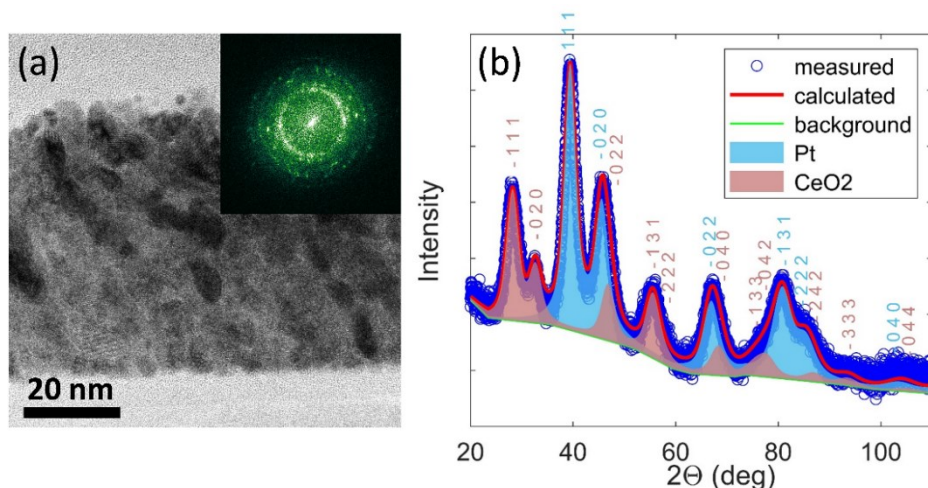 (a)
20 nm
(b)
Intensity
2Θ (deg)
20
40
60
80
100
measured
calculated
background
Pt
CeO2
-111
-020
111
-020
-022
-131
-222
-022
-040
133
-042
-131
222
-242
-333
040
044